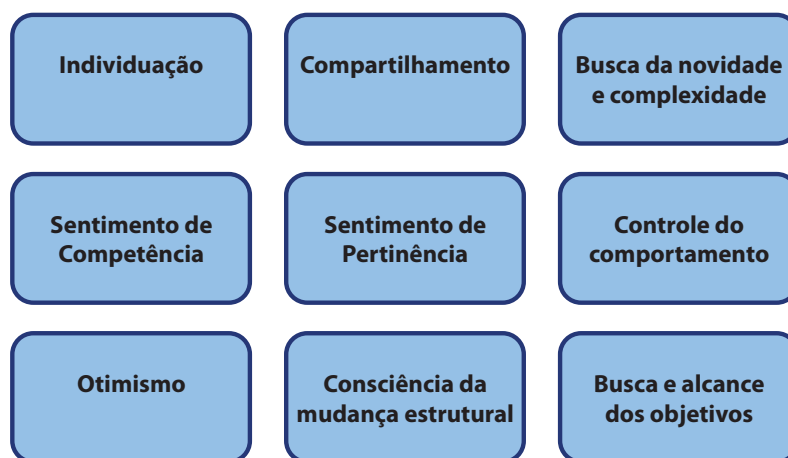 Individuação
Compartilhamento
Busca da novidade
e complexidade
Sentimento de
Competência
Sentimento de
Pertinência
Controle do
comportamento
Otimismo
Consciência da
mudança estrutural
Busca e alcance
dos objetivos